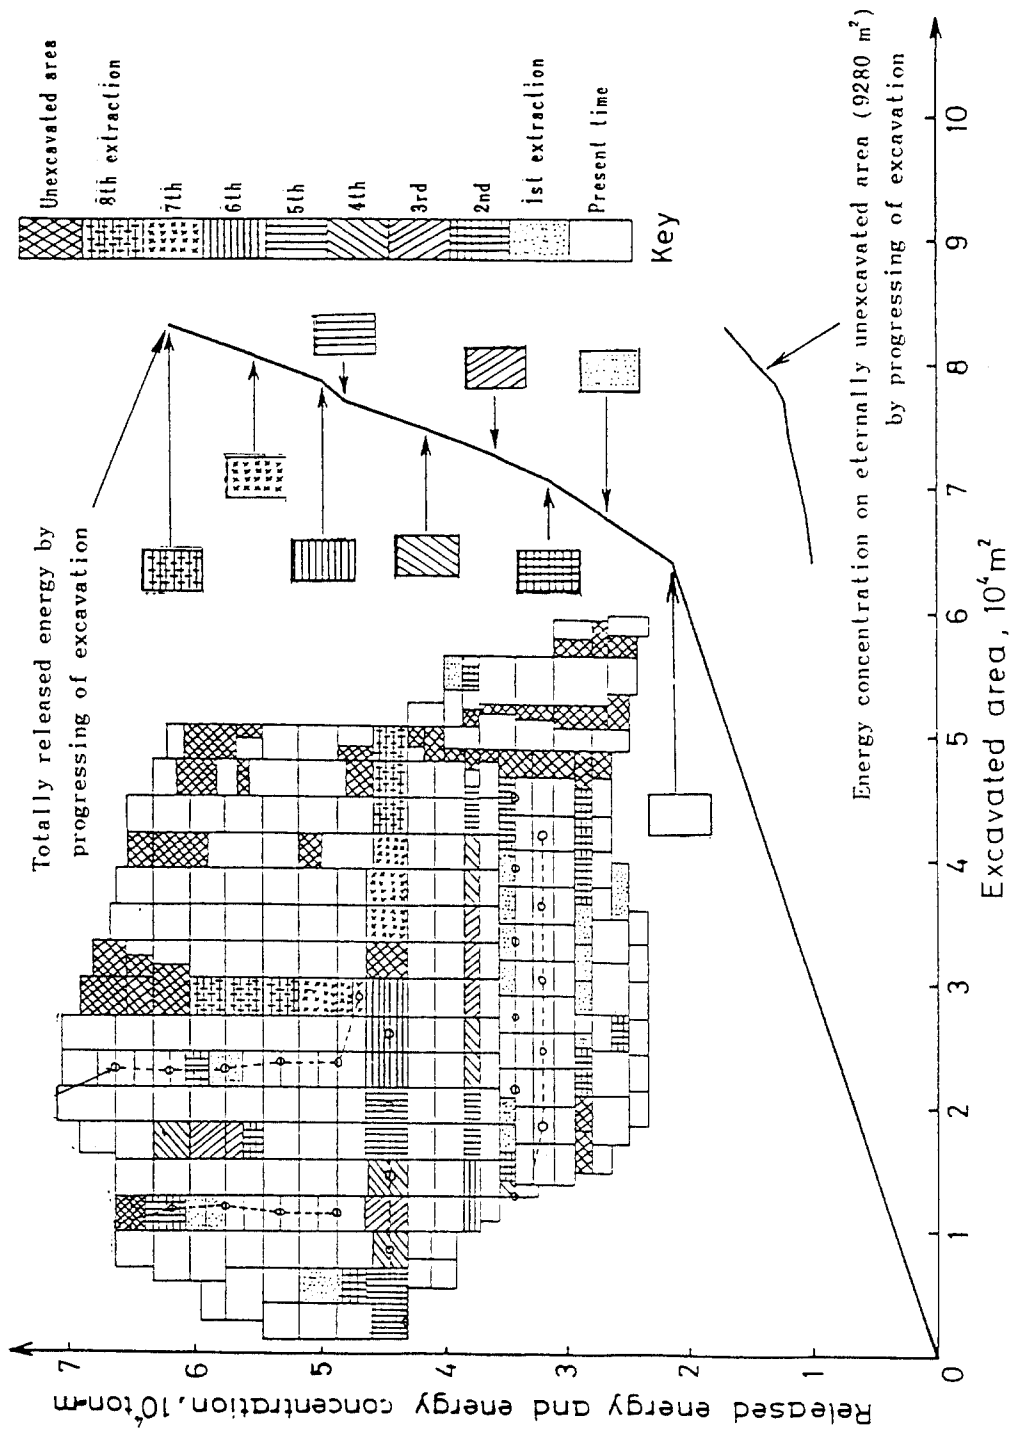 Totally released energy by
progressing of excavation
Unexcavated area
8th extraction
7th
6th
5th
4th
3rd
2nd
1st extraction
Present time
Key
Energy concentration on eternally unexcavated area (9280 m²)
by progressing of excavation
Released energy and energy concentration, 10⁴ton-m
7
6
5
4
3
2
1
0
1
2
3
4
5
6
7
8
9
10
Excavated area, 10⁴m²